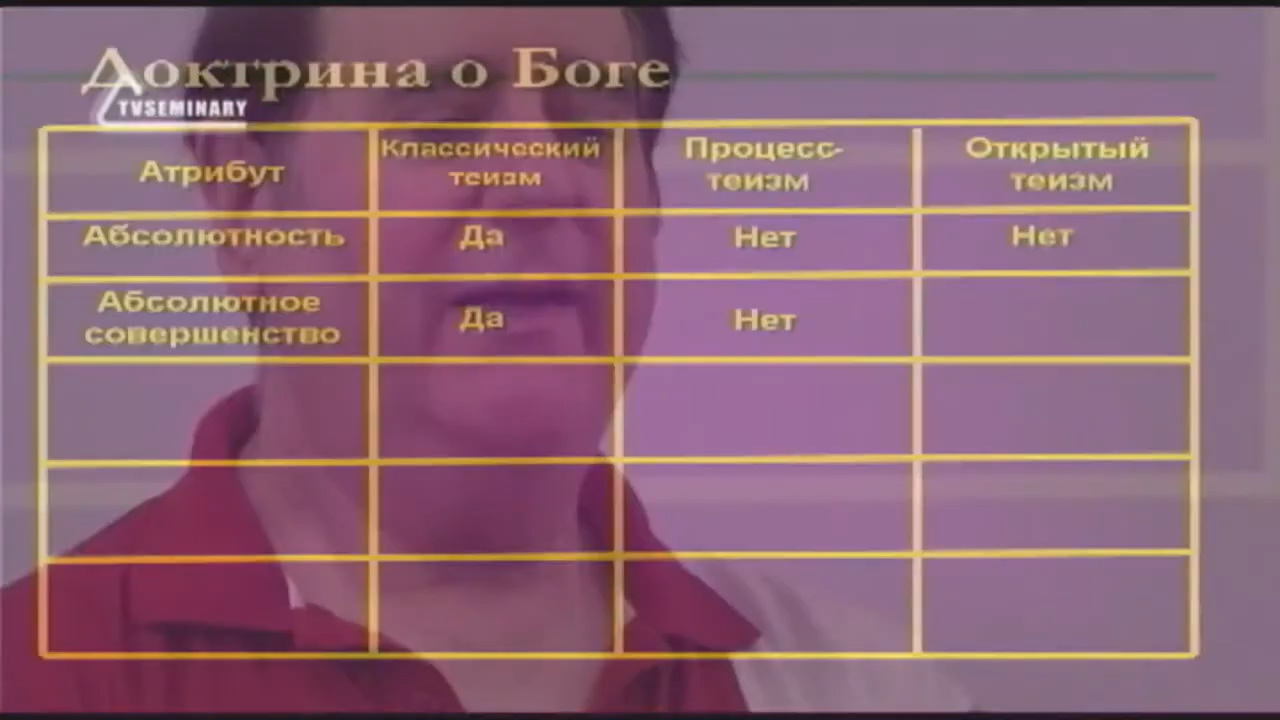 Доктрина о Боге
TVSEMINARY
Атрибут
Классический
теизм
Процесс-
теизм
Открытый
теизм
Абсолютность
Да
Нет
Нет
Абсолютное
совершенство
Да
Нет